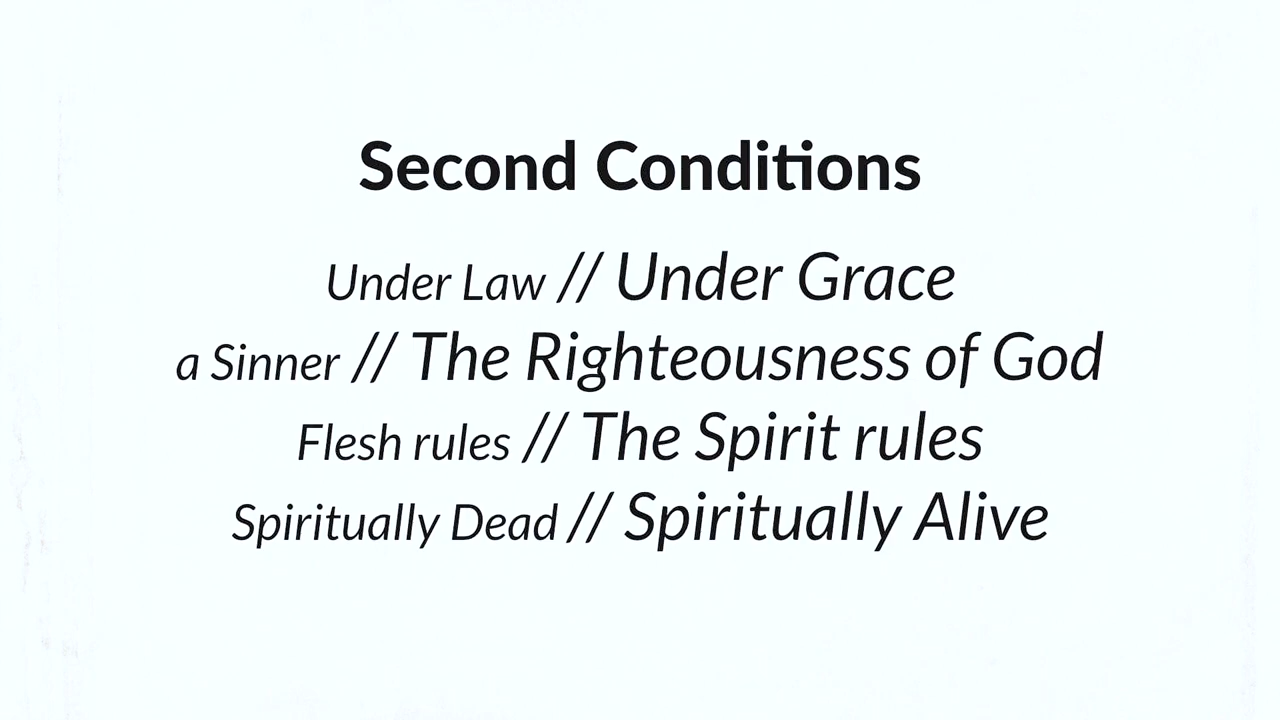 Second Conditions
Under Law // Under Grace
a Sinner // The Righteousness of God
Flesh rules // The Spirit rules
Spiritually Dead // Spiritually Alive